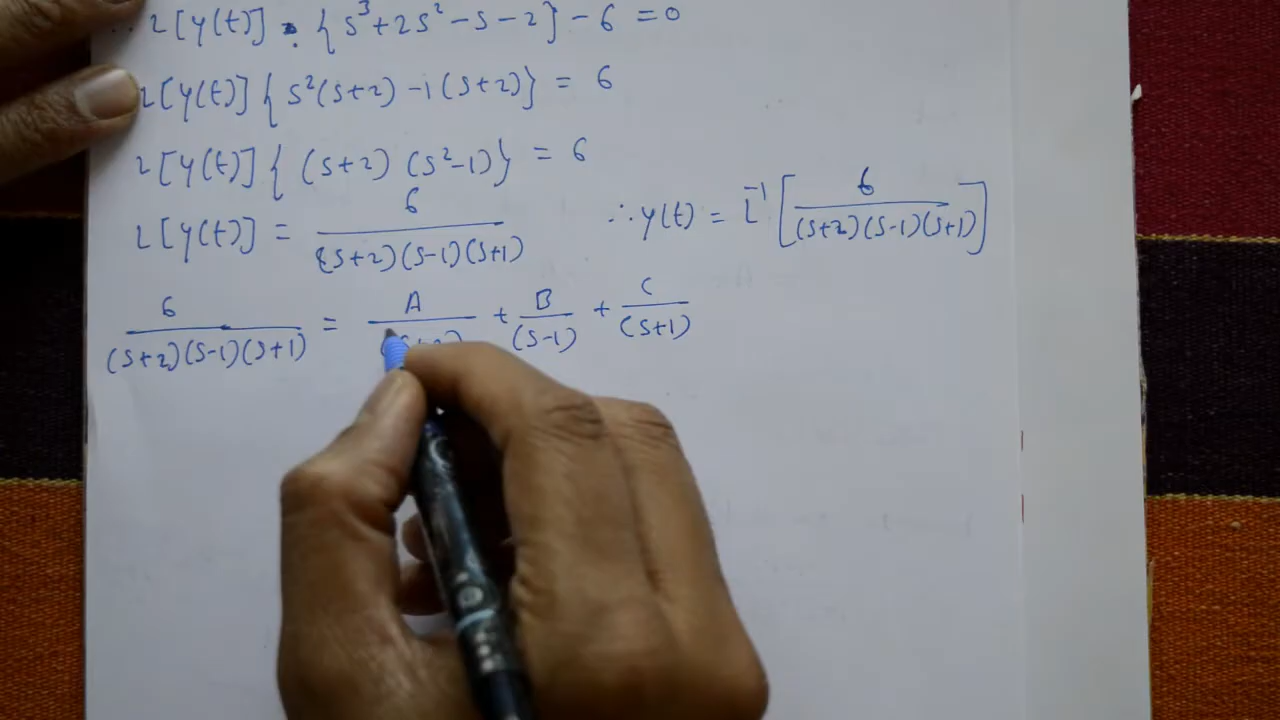 ∴ L[y(t)] . {s³+2s²-s-2} - 6 = 0
L[y(t)] {s²(s+2) -1(s+2)} = 6
L[y(t)] {(s+2)(s²-1)} = 6
L[y(t)] = 6/{(s+2)(s-1)(s+1)
∴ y(t) = L⁻¹ [6/((s+2)(s-1)(s+1))]
6/((s+2)(s-1)(s+1)) = A/(s+2) + B/(s-1) + C/(s+1)